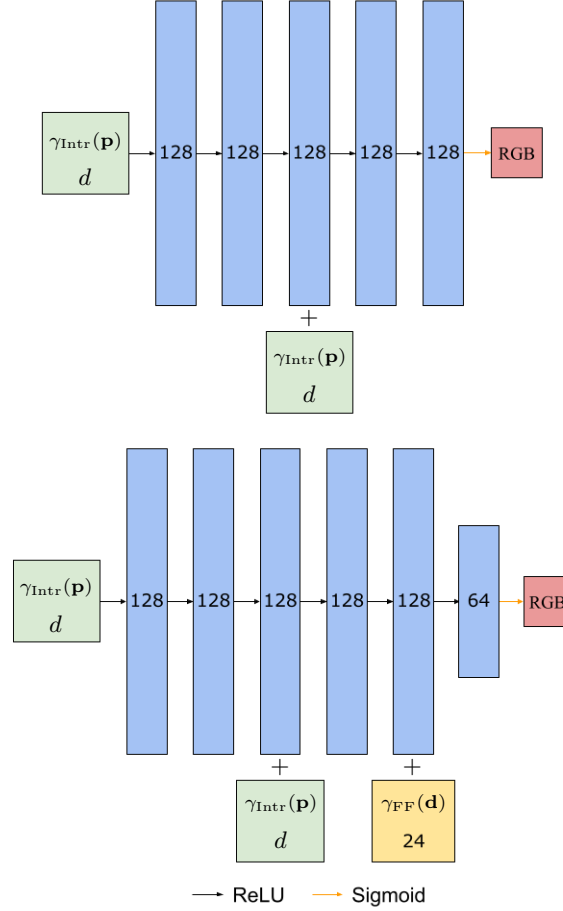 γIntr(p)
d
128
128
128
128
128
RGB
+
γIntr(p)
d
γIntr(p)
d
128
128
128
128
128
64
RGB
+
+
γIntr(p)
d
γFF(d)
24
ReLU
Sigmoid